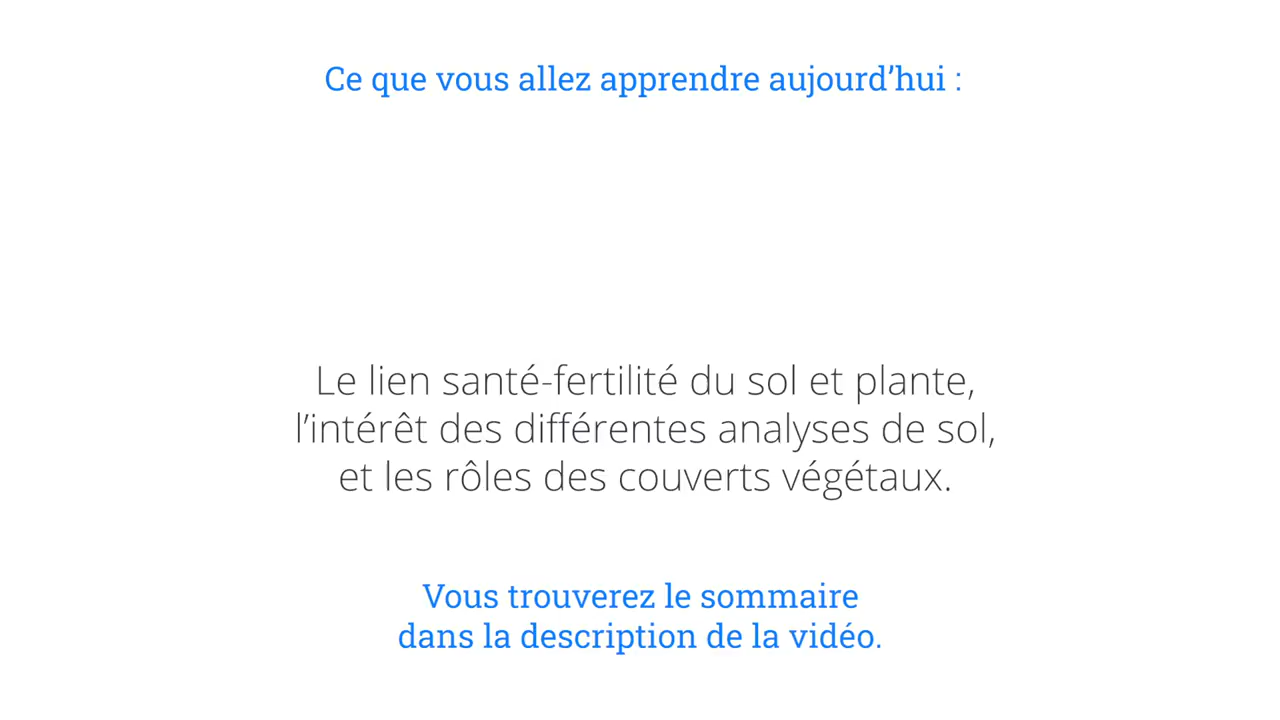 Ce que vous allez apprendre aujourd’hui :
Le lien santé-fertilité du sol et plante,
l’intérêt des différentes analyses de sol,
et les rôles des couverts végétaux.
Vous trouverez le sommaire
dans la description de la vidéo.